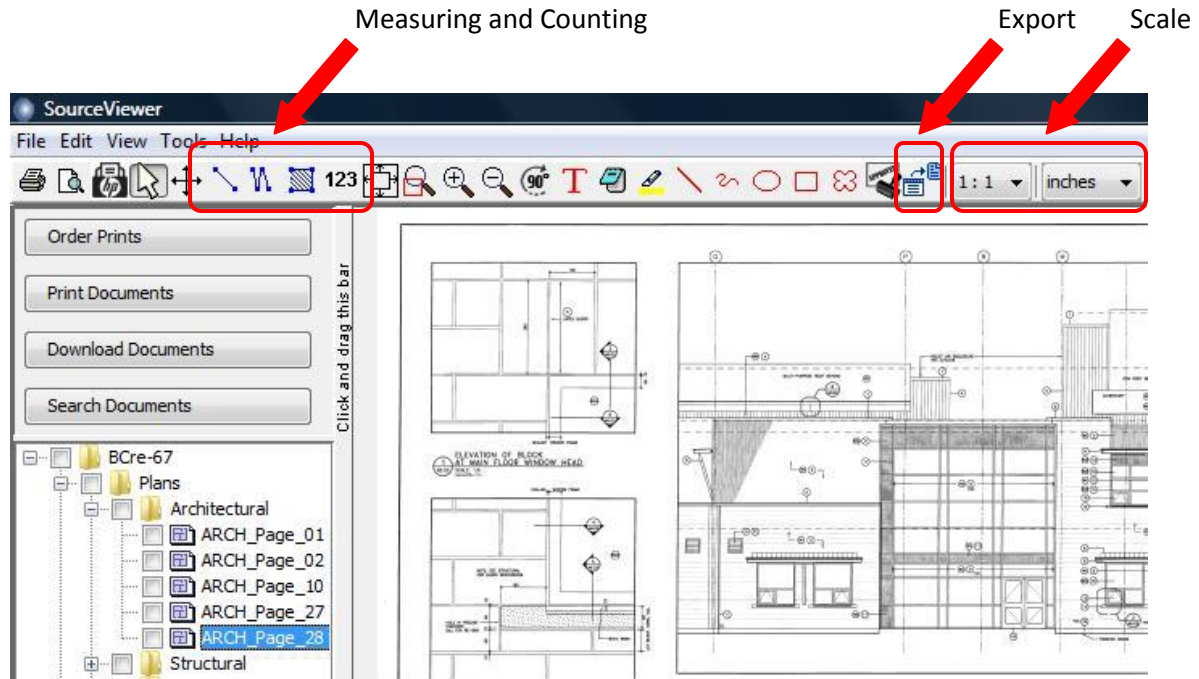 Measuring and Counting Export Scale
SourceViewer
File Edit View Tools Help
hp 123 90° T 1 : 1 inches
Order Prints
Print Documents
Download Documents
Search Documents
Click and drag this bar
BCre-67
Plans
Architectural
ARCH_Page_01
ARCH_Page_02
ARCH_Page_10
ARCH_Page_27
ARCH_Page_28
Structural
ELEVATION OF BLOCK
AT MAIN FLOOR WINDOW HEAD